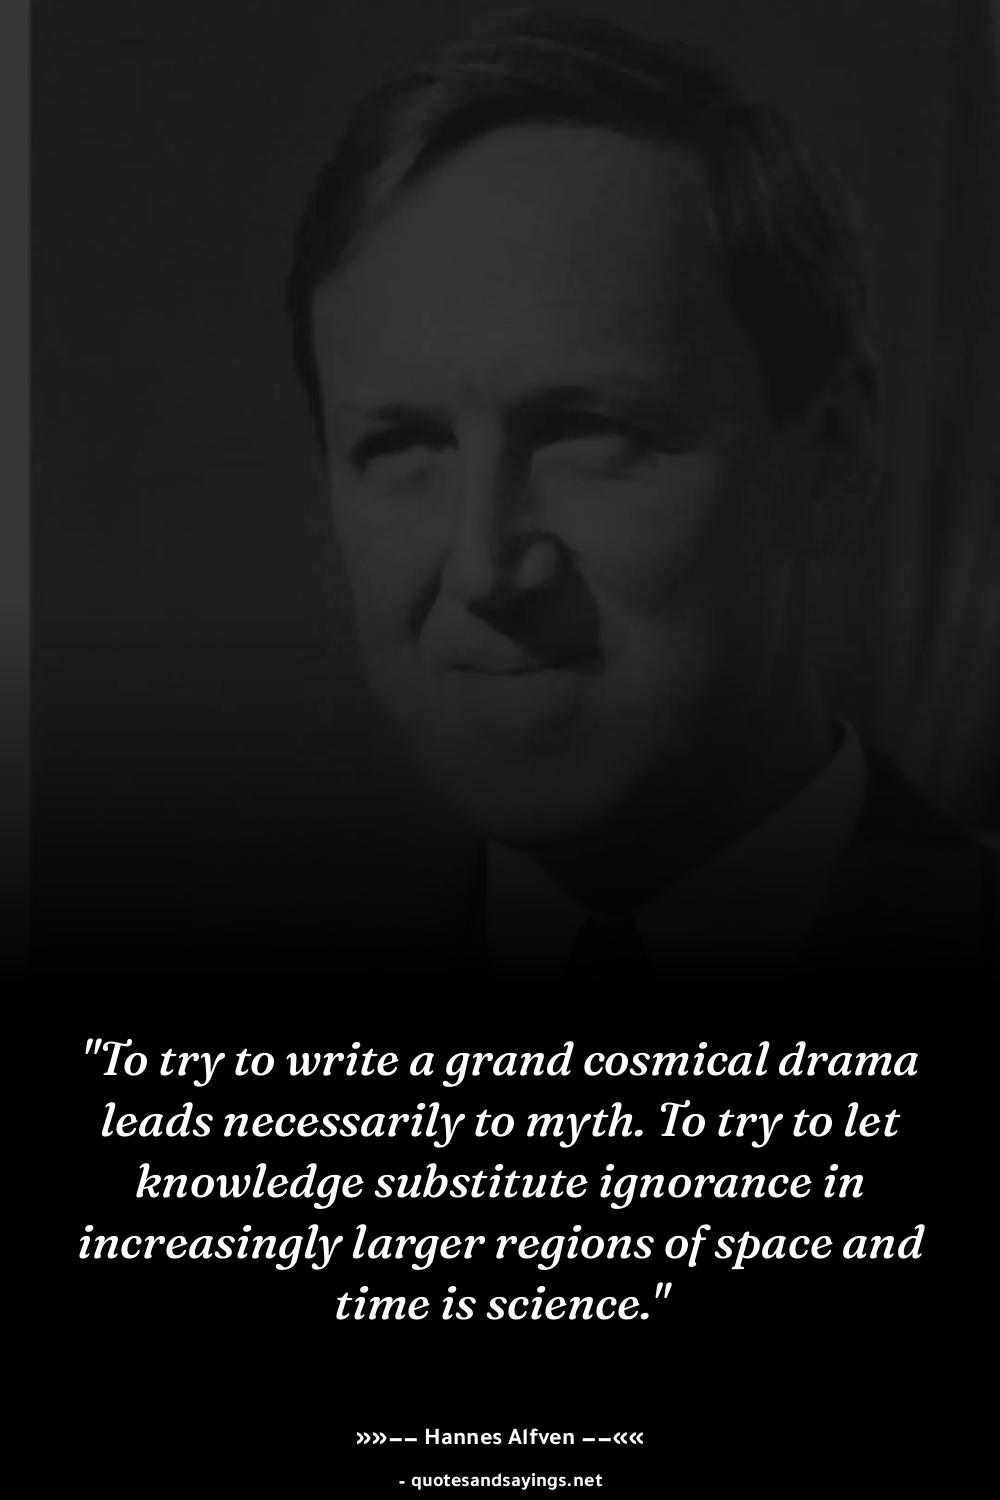 "To try to write a grand cosmical drama
leads necessarily to myth. To try to let
knowledge substitute ignorance in
increasingly larger regions of space and
time is science."
»»–– Hannes Alfven ––««
- quotesandsayings.net